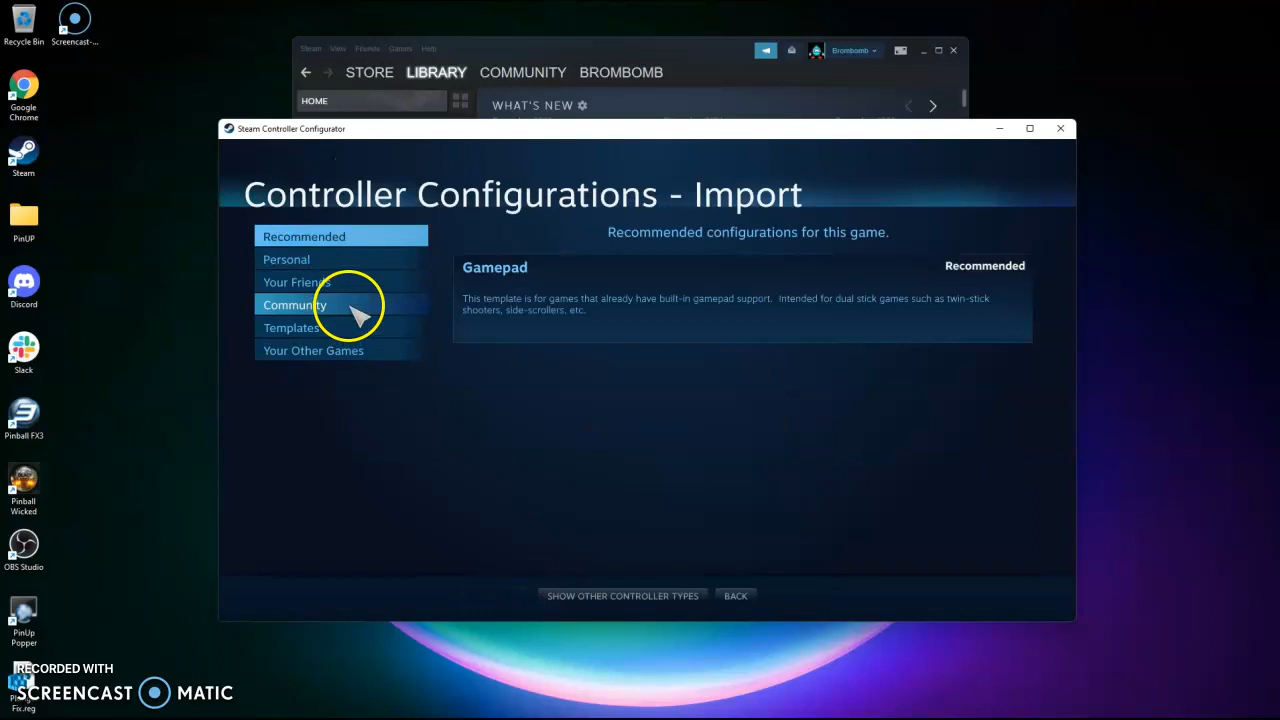 Recycle Bin
Screencast-...
Google
Chrome
Steam
PinUP
Discord
Slack
Pinball FX3
Pinball
Wicked
OBS Studio
PinUp
Popper
Fix.reg
Steam View Friends Games Help
Brombomb
STORE LIBRARY COMMUNITY BROMBOMB
HOME
WHAT'S NEW
Steam Controller Configurator
Controller Configurations - Import
Recommended
Personal
Your Friends
Community
Templates
Your Other Games
Recommended configurations for this game.
Gamepad
Recommended
This template is for games that already have built-in gamepad support. Intended for dual stick games such as twin-stick
shooters, side-scrollers, etc.
SHOW OTHER CONTROLLER TYPES
BACK
RECORDED WITH
SCREENCAST MATIC